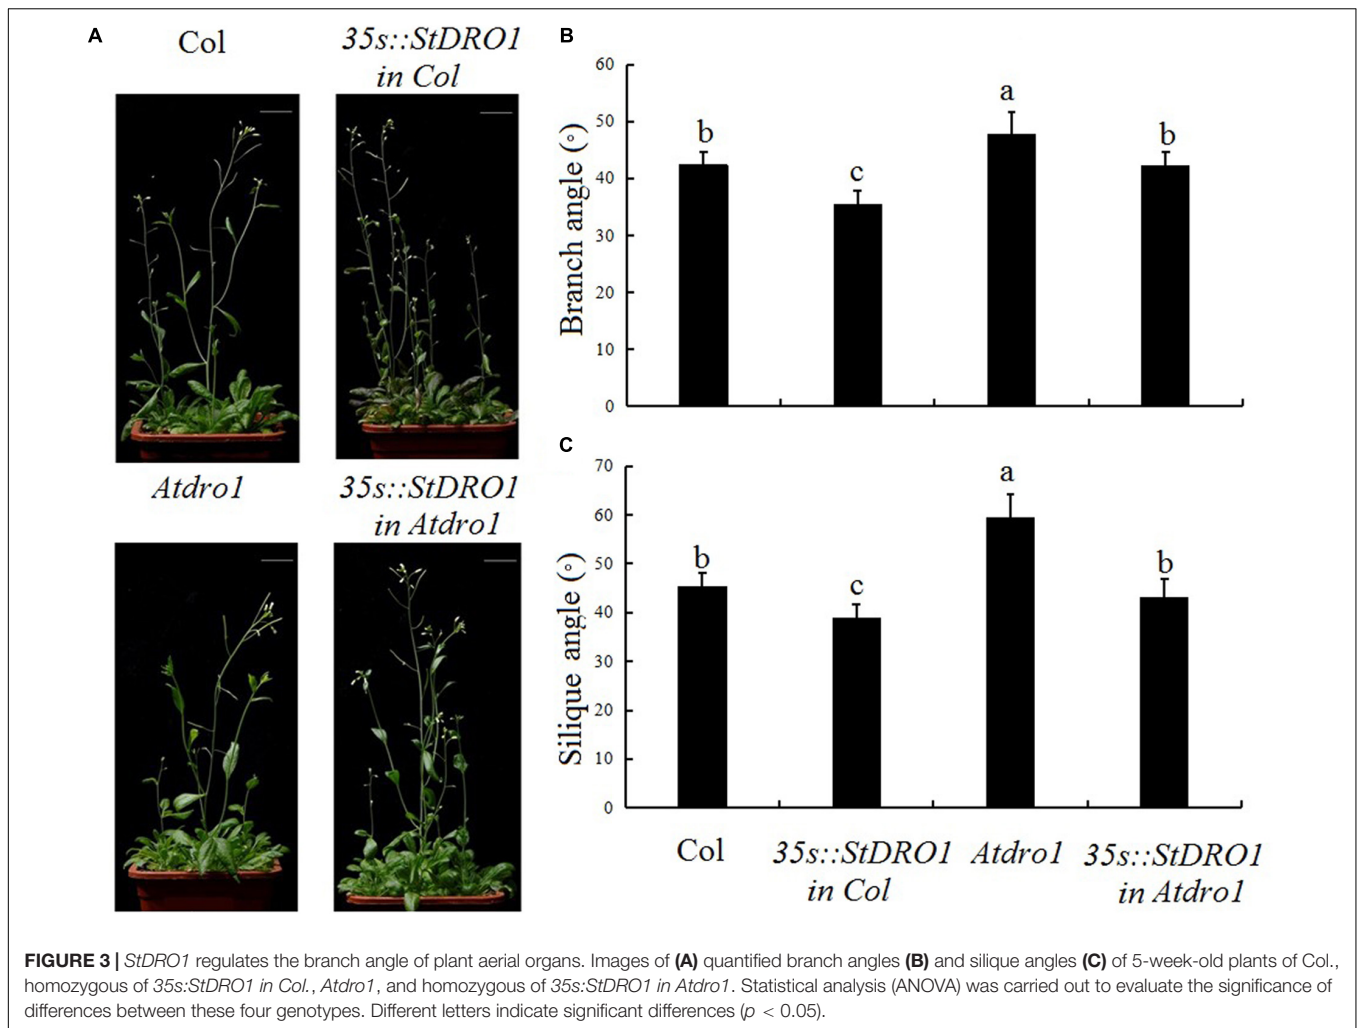 A
Col
35s::StDRO1
in Col
Atdro1
35s::StDRO1
in Atdro1
B
60
50
40
30
20
10
0
Branch angle (°)
b
c
a
b
C
70
60
50
40
30
20
10
0
Silique angle (°)
b
c
a
b
Col
35s::StDRO1
in Col
Atdro1
35s::StDRO1
in Atdro1
FIGURE 3 | StDRO1 regulates the branch angle of plant aerial organs. Images of (A) quantified branch angles (B) and silique angles (C) of 5-week-old plants of Col.,
homozygous of 35s:StDRO1 in Col., Atdro1, and homozygous of 35s:StDRO1 in Atdro1. Statistical analysis (ANOVA) was carried out to evaluate the significance of
differences between these four genotypes. Different letters indicate significant differences (p < 0.05).